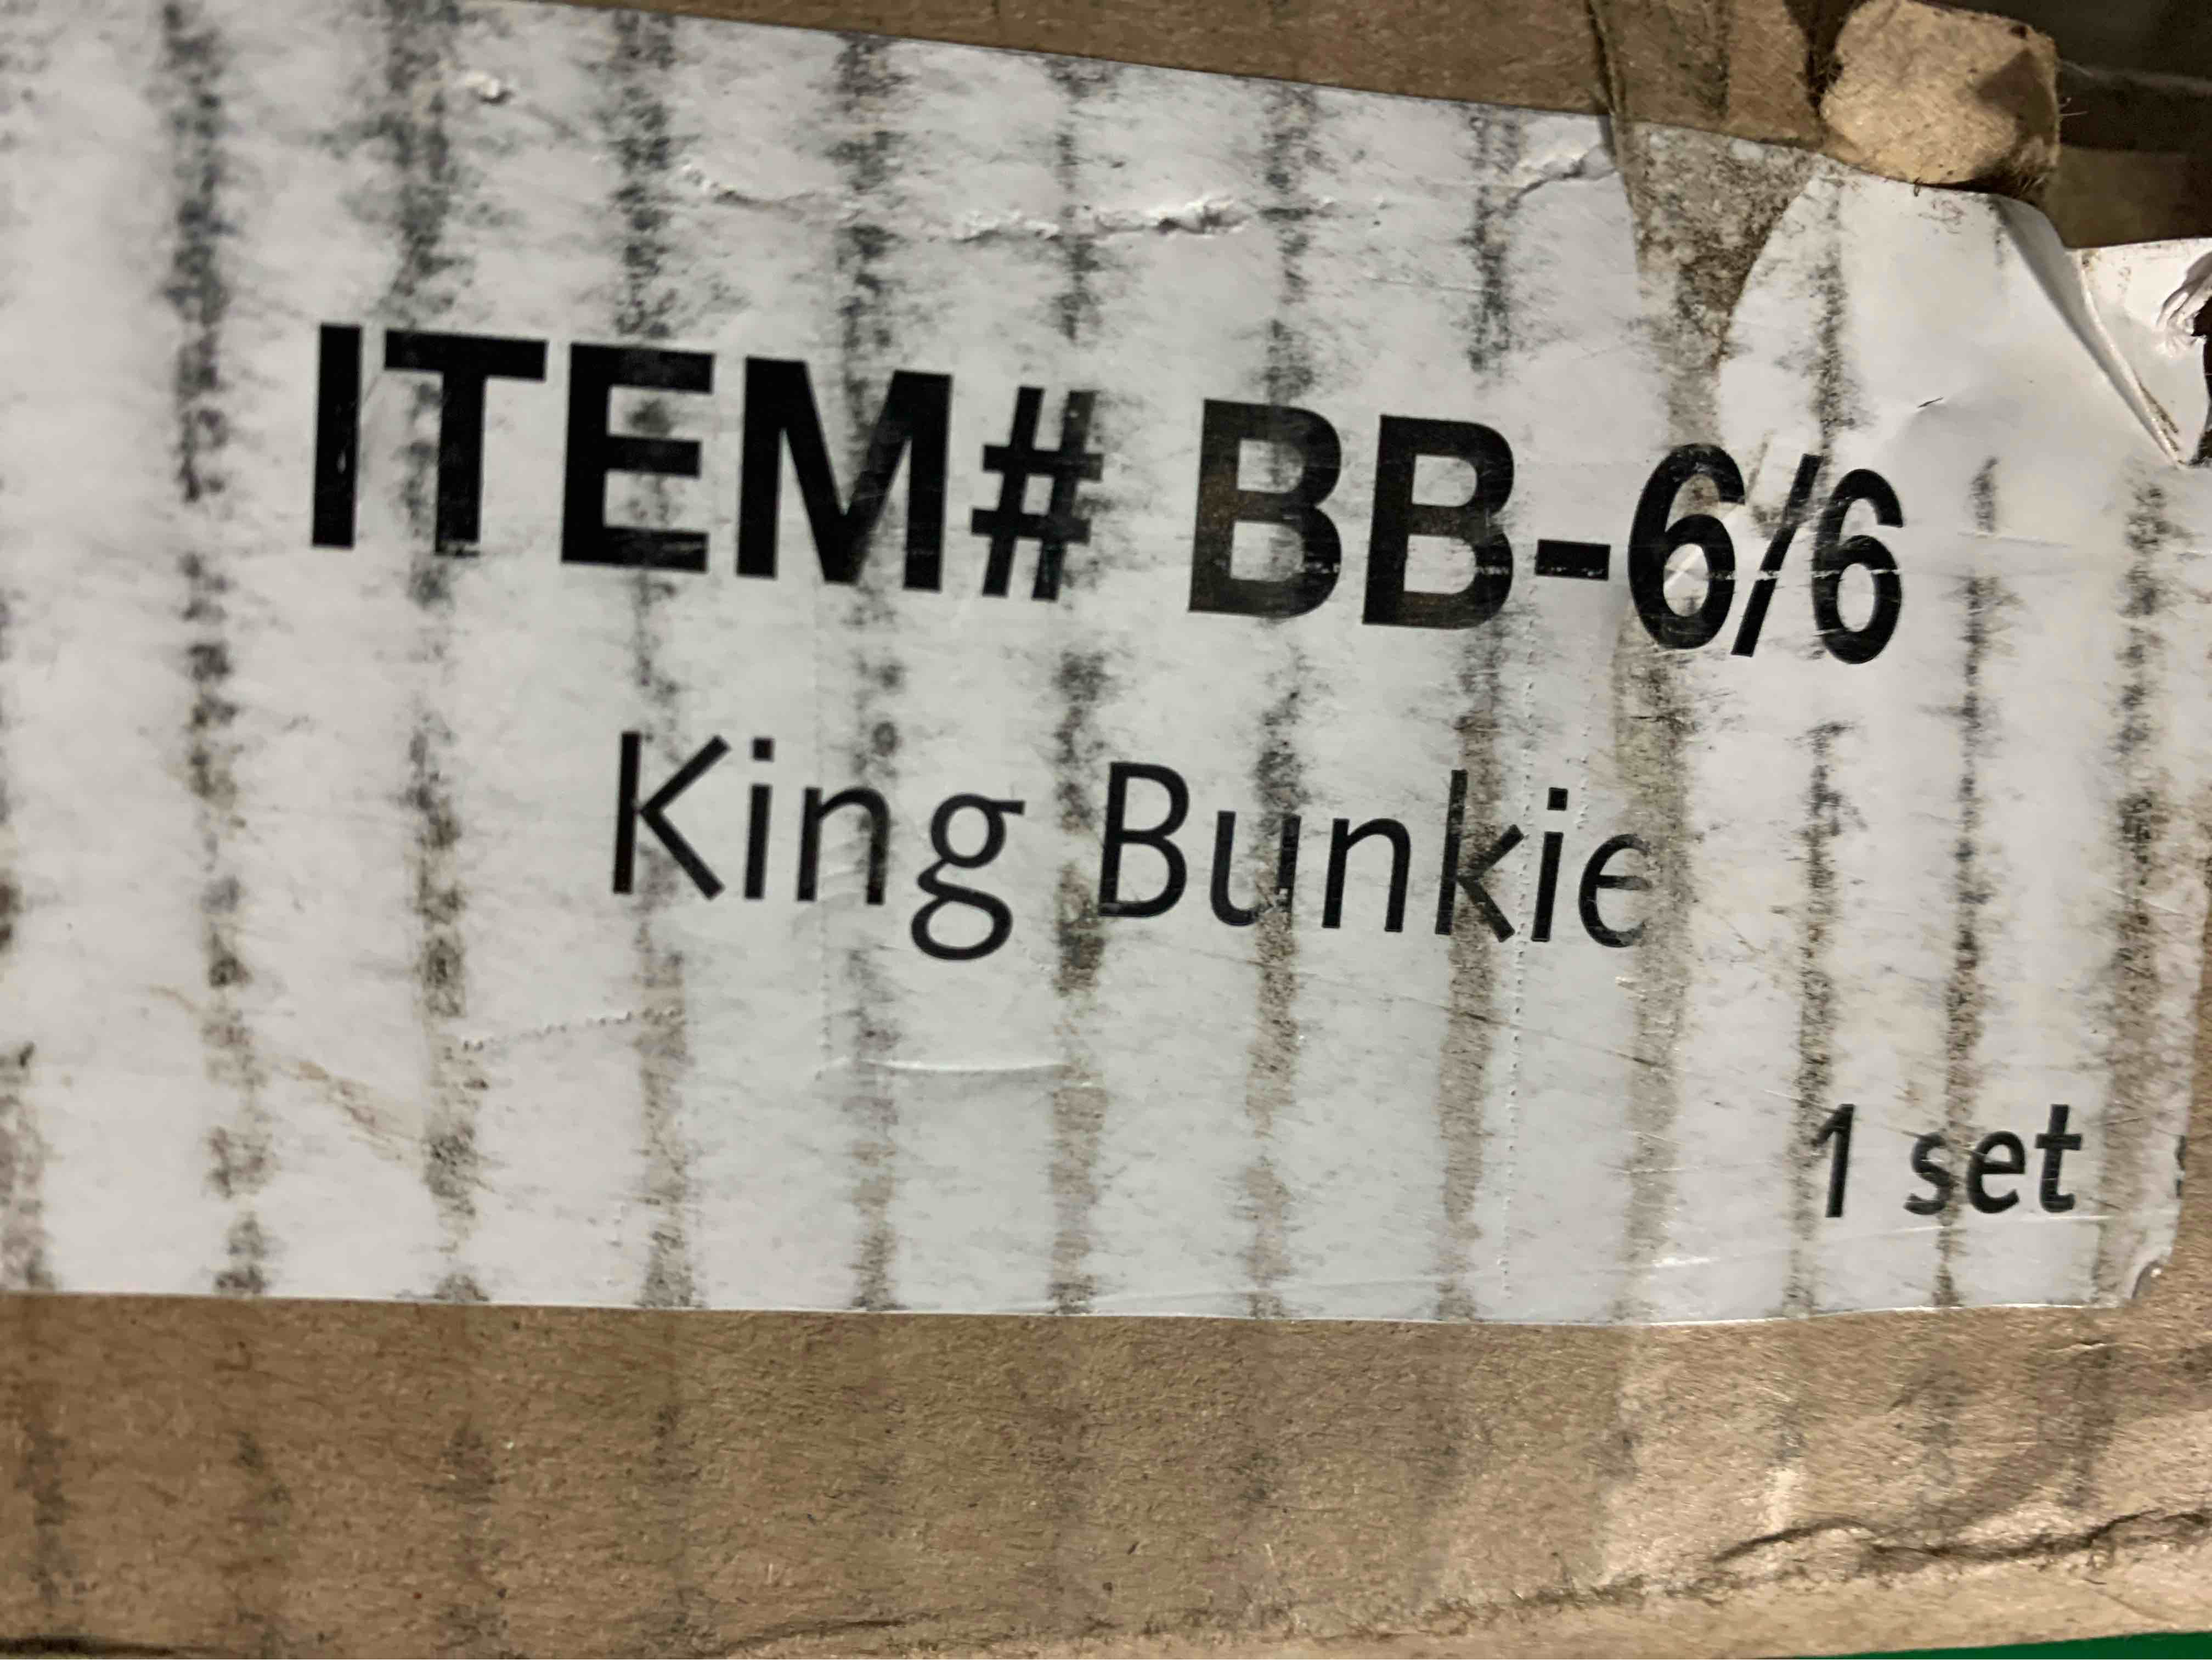 ITEM# BB-6/6
King Bunkie
1 set